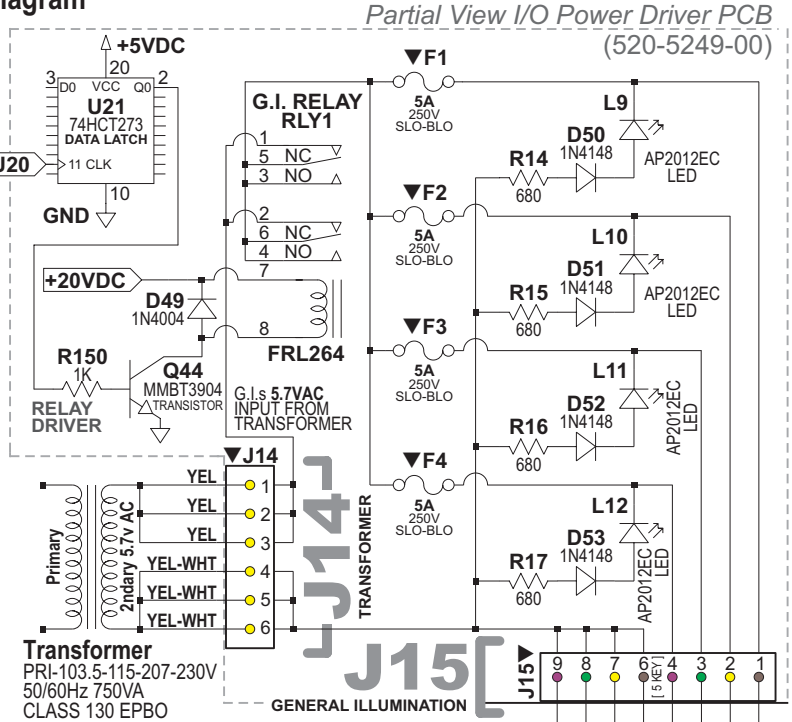 agram
Partial View I/O Power Driver PCB
(520-5249-00)
+5VDC
20
VCC
3
D0
Q0
2
U21
74HCT273
DATA LATCH
J20
11 CLK
10
GND
G.I. RELAY
RLY1
1
5 NC
3 NO
2
6 NC
4 NO
7
8
FRL264
+20VDC
D49
1N4004
R150
1K
RELAY
DRIVER
Q44
MMBT3904
TRANSISTOR
G.I.s 5.7VAC
INPUT FROM
TRANSFORMER
▼F1
5A
250V
SLO-BLO
L9
D50
1N4148
R14
680
AP2012EC
LED
▼F2
5A
250V
SLO-BLO
L10
D51
1N4148
R15
680
AP2012EC
LED
▼F3
5A
250V
SLO-BLO
L11
D52
1N4148
R16
680
AP2012EC
LED
▼F4
5A
250V
SLO-BLO
L12
D53
1N4148
R17
680
AP2012EC
LED
▼J14
YEL 1
YEL 2
YEL 3
YEL-WHT 4
YEL-WHT 5
YEL-WHT 6
J14
TRANSFORMER
Primary
2ndary 5.7v AC
Transformer
PRI-103.5-115-207-230V
50/60Hz 750VA
CLASS 130 EPBO
J15
GENERAL ILLUMINATION
J15▼
9 8 7 6 [5 KEY] 4 3 2 1